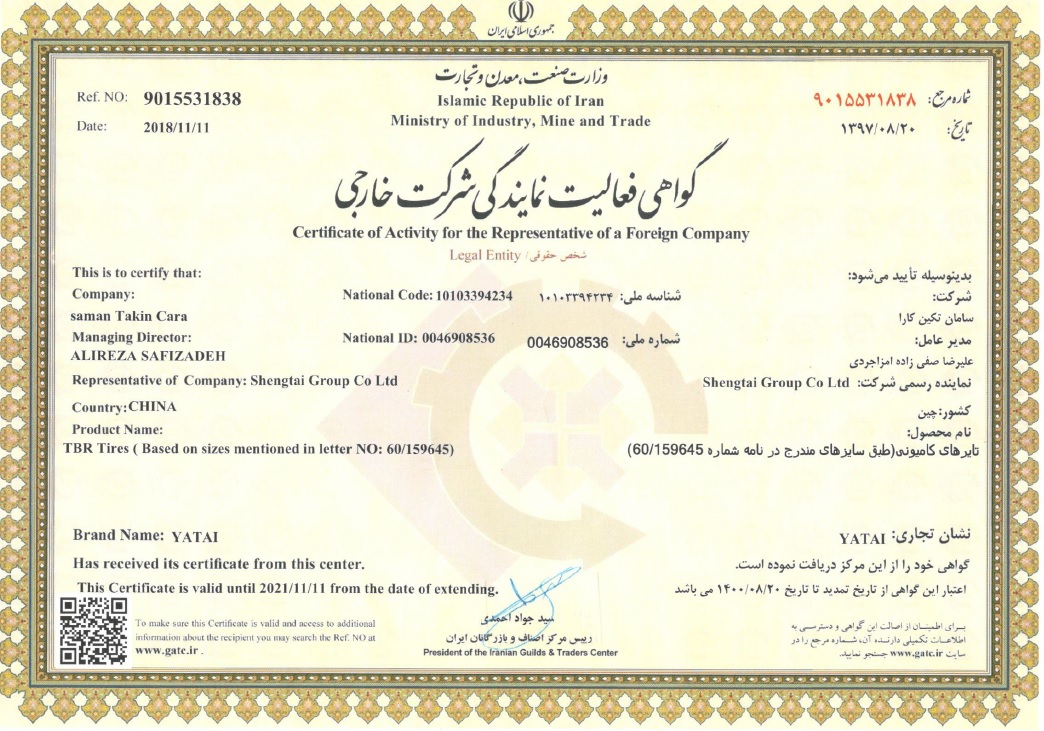 جمهوری اسلامی ایران
وزارت صنعت، معدن و تجارت
Islamic Republic of Iran
Ministry of Industry, Mine and Trade
Ref. NO: 9015531838
Date: 2018/11/11
شماره مرجع: ۹۰۱۵۵۳۱۸۳۸
تاریخ: ۱۳۹۷/۰۸/۲۰
گواهی فعالیت نمایندگی شرکت خارجی
Certificate of Activity for the Representative of a Foreign Company
Legal Entity / شخص حقوقی
This is to certify that:
بدینوسیله تأیید می‌شود:
Company:
National Code: 10103394234
شناسه ملی: ۱۰۱۰۳۳۹۴۲۳۴
شرکت:
saman Takin Cara
سامان تکین کارا
Managing Director:
National ID: 0046908536
شماره ملی: 0046908536
مدیر عامل:
ALIREZA SAFIZADEH
علیرضا صفی زاده امزاجردی
Representative of Company: Shengtai Group Co Ltd
نماینده رسمی شرکت: Shengtai Group Co Ltd
Country: CHINA
کشور: چین
Product Name:
نام محصول:
TBR Tires ( Based on sizes mentioned in letter NO: 60/159645)
تایرهای کامیونی(طبق سایزهای مندرج در نامه شماره 60/159645)
Brand Name: YATAI
نشان تجاری: YATAI
Has received its certificate from this center.
گواهی خود را از این مرکز دریافت نموده است.
This Certificate is valid until 2021/11/11 from the date of extending.
اعتبار این گواهی از تاریخ تمدید تا تاریخ ۱۴۰۰/۰۸/۲۰ می باشد
To make sure this Certificate is valid and access to additional
information about the recipient you may search the Ref. NO at
www.gatc.ir .
سید جواد احمدی
رییس مرکز اصناف و بازرگانان ایران
President of the Iranian Guilds & Traders Center
برای اطمینان از اصالت این گواهی و دسترسی به
اطلاعات تکمیلی دارنده آن، شماره مرجع را در
سایت www.gatc.ir جستجو نمایید.